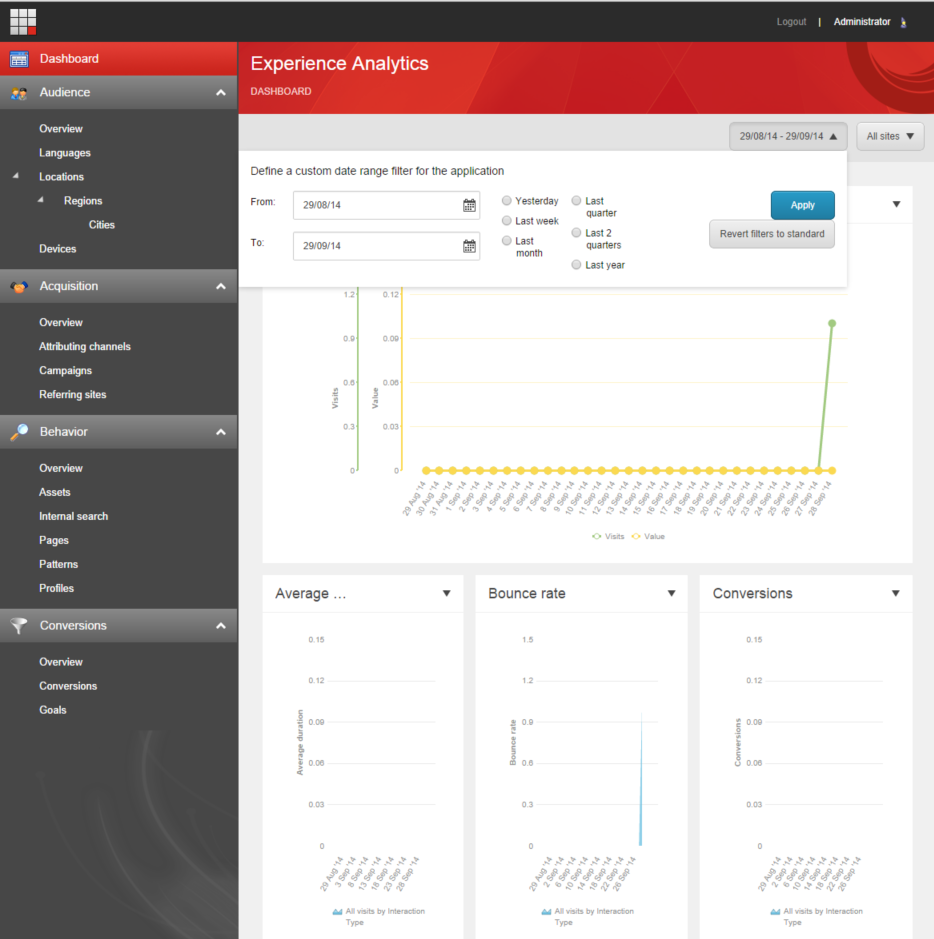 Logout | Administrator
Dashboard
Audience
Overview
Languages
Locations
Regions
Cities
Devices
Acquisition
Overview
Attributing channels
Campaigns
Referring sites
Behavior
Overview
Assets
Internal search
Pages
Patterns
Profiles
Conversions
Overview
Conversions
Goals
Experience Analytics
DASHBOARD
29/08/14 - 29/09/14
All sites
Define a custom date range filter for the application
From:
29/08/14
To:
29/09/14
Yesterday
Last week
Last
month
Last
quarter
Last 2
quarters
Last year
Apply
Revert filters to standard
Visits
1.2
0.9
0.6
0.3
0
Value
0.12
0.09
0.06
0.03
0
29 Aug '14
30 Aug '14
31 Aug '14
1 Sep '14
2 Sep '14
3 Sep '14
4 Sep '14
5 Sep '14
6 Sep '14
7 Sep '14
8 Sep '14
9 Sep '14
10 Sep '14
11 Sep '14
12 Sep '14
13 Sep '14
14 Sep '14
15 Sep '14
16 Sep '14
17 Sep '14
18 Sep '14
19 Sep '14
20 Sep '14
21 Sep '14
22 Sep '14
23 Sep '14
24 Sep '14
25 Sep '14
26 Sep '14
27 Sep '14
28 Sep '14
Visits Value
Average ...
Average duration
0.15
0.12
0.09
0.06
0.03
0
29 Aug '14
3 Sep '14
8 Sep '14
13 Sep '14
18 Sep '14
23 Sep '14
28 Sep '14
All visits by Interaction
Type
Bounce rate
Bounce rate
1.5
1.2
0.9
0.6
0.3
0
29 Aug '14
2 Sep '14
6 Sep '14
10 Sep '14
14 Sep '14
18 Sep '14
22 Sep '14
26 Sep '14
All visits by Interaction
Type
Conversions
Conversions
0.15
0.12
0.09
0.06
0.03
0
29 Aug '14
2 Sep '14
6 Sep '14
10 Sep '14
14 Sep '14
18 Sep '14
22 Sep '14
26 Sep '14
All visits by Interaction
Type